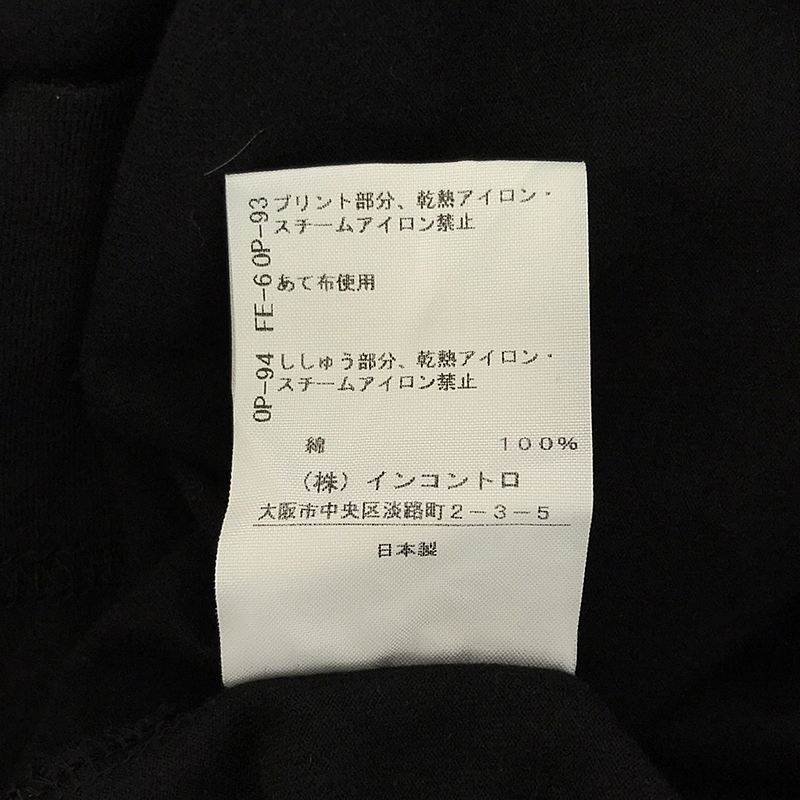 OP-93
プリント部分、乾熱アイロン・
スチームアイロン禁止
FE-6
あて布使用
OP-94
ししゅう部分、乾熱アイロン・
スチームアイロン禁止
綿 100%
(株)インコントロ
大阪市中央区淡路町2-3-5
日本製